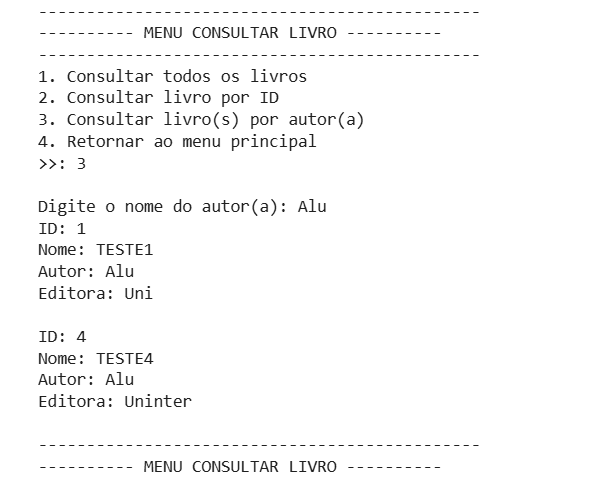 ----------------------------------------------
---------- MENU CONSULTAR LIVRO ----------
----------------------------------------------
1. Consultar todos os livros
2. Consultar livro por ID
3. Consultar livro(s) por autor(a)
4. Retornar ao menu principal
>>: 3
Digite o nome do autor(a): Alu
ID: 1
Nome: TESTE1
Autor: Alu
Editora: Uni
ID: 4
Nome: TESTE4
Autor: Alu
Editora: Uninter
----------------------------------------------
---------- MENU CONSULTAR LIVRO ----------